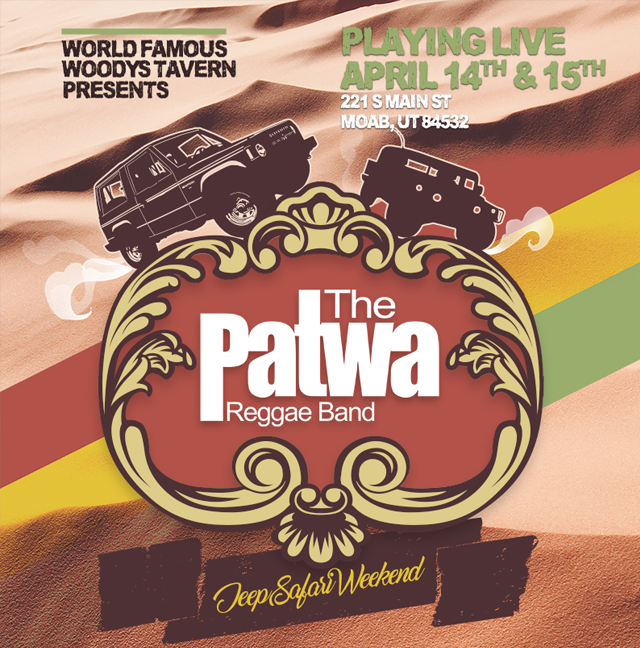 WORLD FAMOUS
WOODYS TAVERN
PRESENTS
PLAYING LIVE
APRIL 14TH & 15TH
221 S MAIN ST
MOAB, UT 84532
The
Patwa
Reggae Band
Jeep Safari Weekend